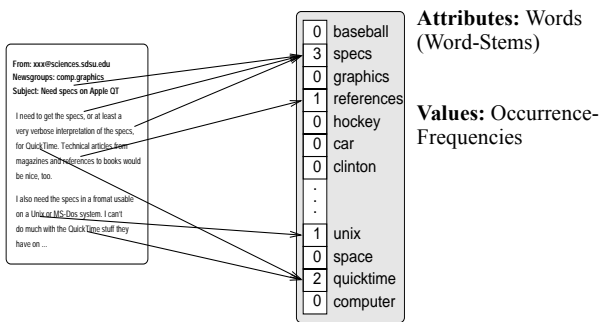 From: xxx@sciences.sdsu.edu
Newsgroups: comp.graphics
Subject: Need specs on Apple QT
I need to get the specs, or at least a
very verbose interpretation of the specs,
for QuickTime. Technical articles from
magazines and references to books would
be nice, too.
I also need the specs in a fromat usable
on a Unix or MS-Dos system. I can't
do much with the QuickTime stuff they
have on ...
0 baseball
3 specs
0 graphics
1 references
0 hockey
0 car
0 clinton
.
.
.
1 unix
0 space
2 quicktime
0 computer
Attributes: Words
(Word-Stems)
Values: Occurrence-
Frequencies